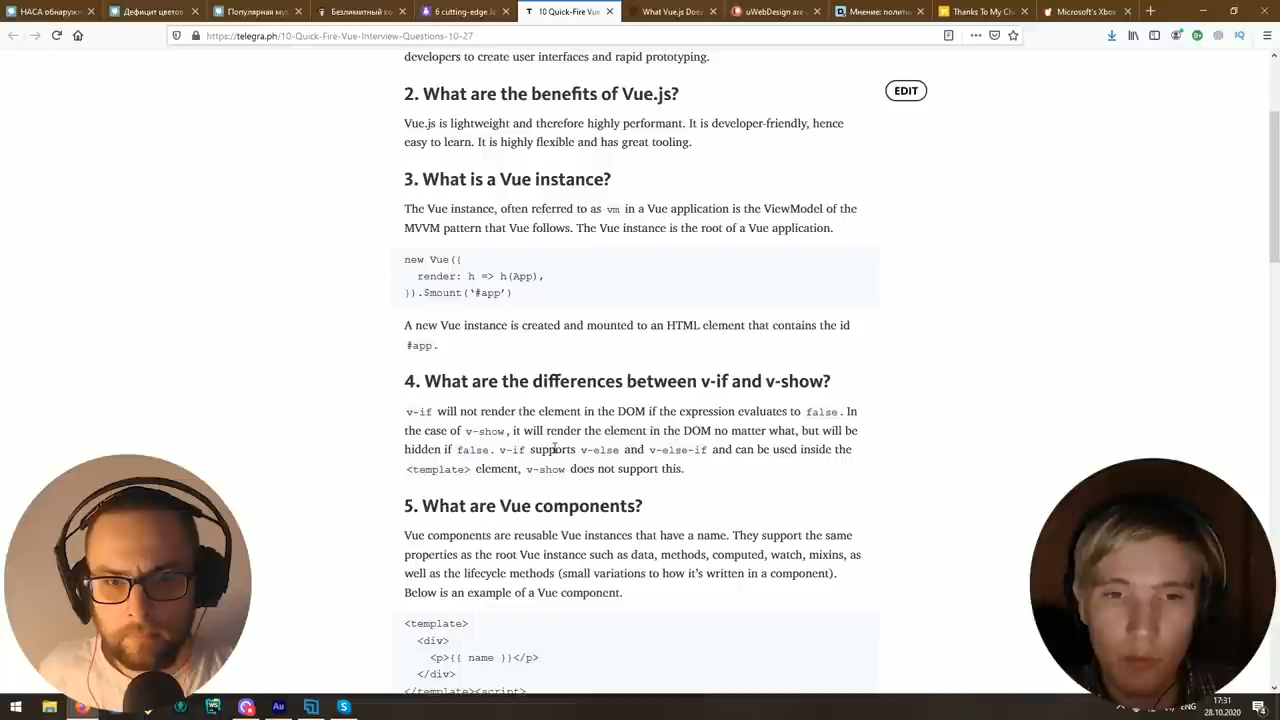 НАСА обнаруж
Дефицит цветов
Популярная муз
Безлимитный ко
6 cutting-edge Ja
10 Quick-Fire Vue
What Vue.js Does
uWebDesign are
Мнение: полити
Thanks To My Ch
Microsoft's Xbox
https://telegra.ph/10-Quick-Fire-Vue-Interview-Questions-10-27
developers to create user interfaces and rapid prototyping.
EDIT
2. What are the benefits of Vue.js?
Vue.js is lightweight and therefore highly performant. It is developer-friendly, hence
easy to learn. It is highly flexible and has great tooling.
3. What is a Vue instance?
The Vue instance, often referred to as vm in a Vue application is the ViewModel of the
MVVM pattern that Vue follows. The Vue instance is the root of a Vue application.
new Vue({
render: h => h(App),
}).$mount(‘#app’)
A new Vue instance is created and mounted to an HTML element that contains the id
#app.
4. What are the differences between v-if and v-show?
v-if will not render the element in the DOM if the expression evaluates to false. In
the case of v-show, it will render the element in the DOM no matter what, but will be
hidden if false. v-if supports v-else and v-else-if and can be used inside the
<template> element, v-show does not support this.
5. What are Vue components?
Vue components are reusable Vue instances that have a name. They support the same
properties as the root Vue instance such as data, methods, computed, watch, mixins, as
well as the lifecycle methods (small variations to how it’s written in a component).
Below is an example of a Vue component.
<template>
<div>
<p>{{ name }}</p>
</div>
</template><script>
Au
ENG
17:31
28.10.2020